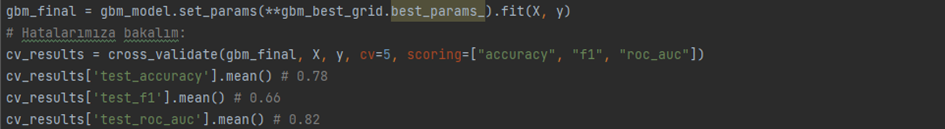 gbm_final = gbm_model.set_params(**gbm_best_grid.best_params_).fit(X, y)
# Hatalarımıza bakalım:
cv_results = cross_validate(gbm_final, X, y, cv=5, scoring=["accuracy", "f1", "roc_auc"])
cv_results['test_accuracy'].mean() # 0.78
cv_results['test_f1'].mean() # 0.66
cv_results['test_roc_auc'].mean() # 0.82